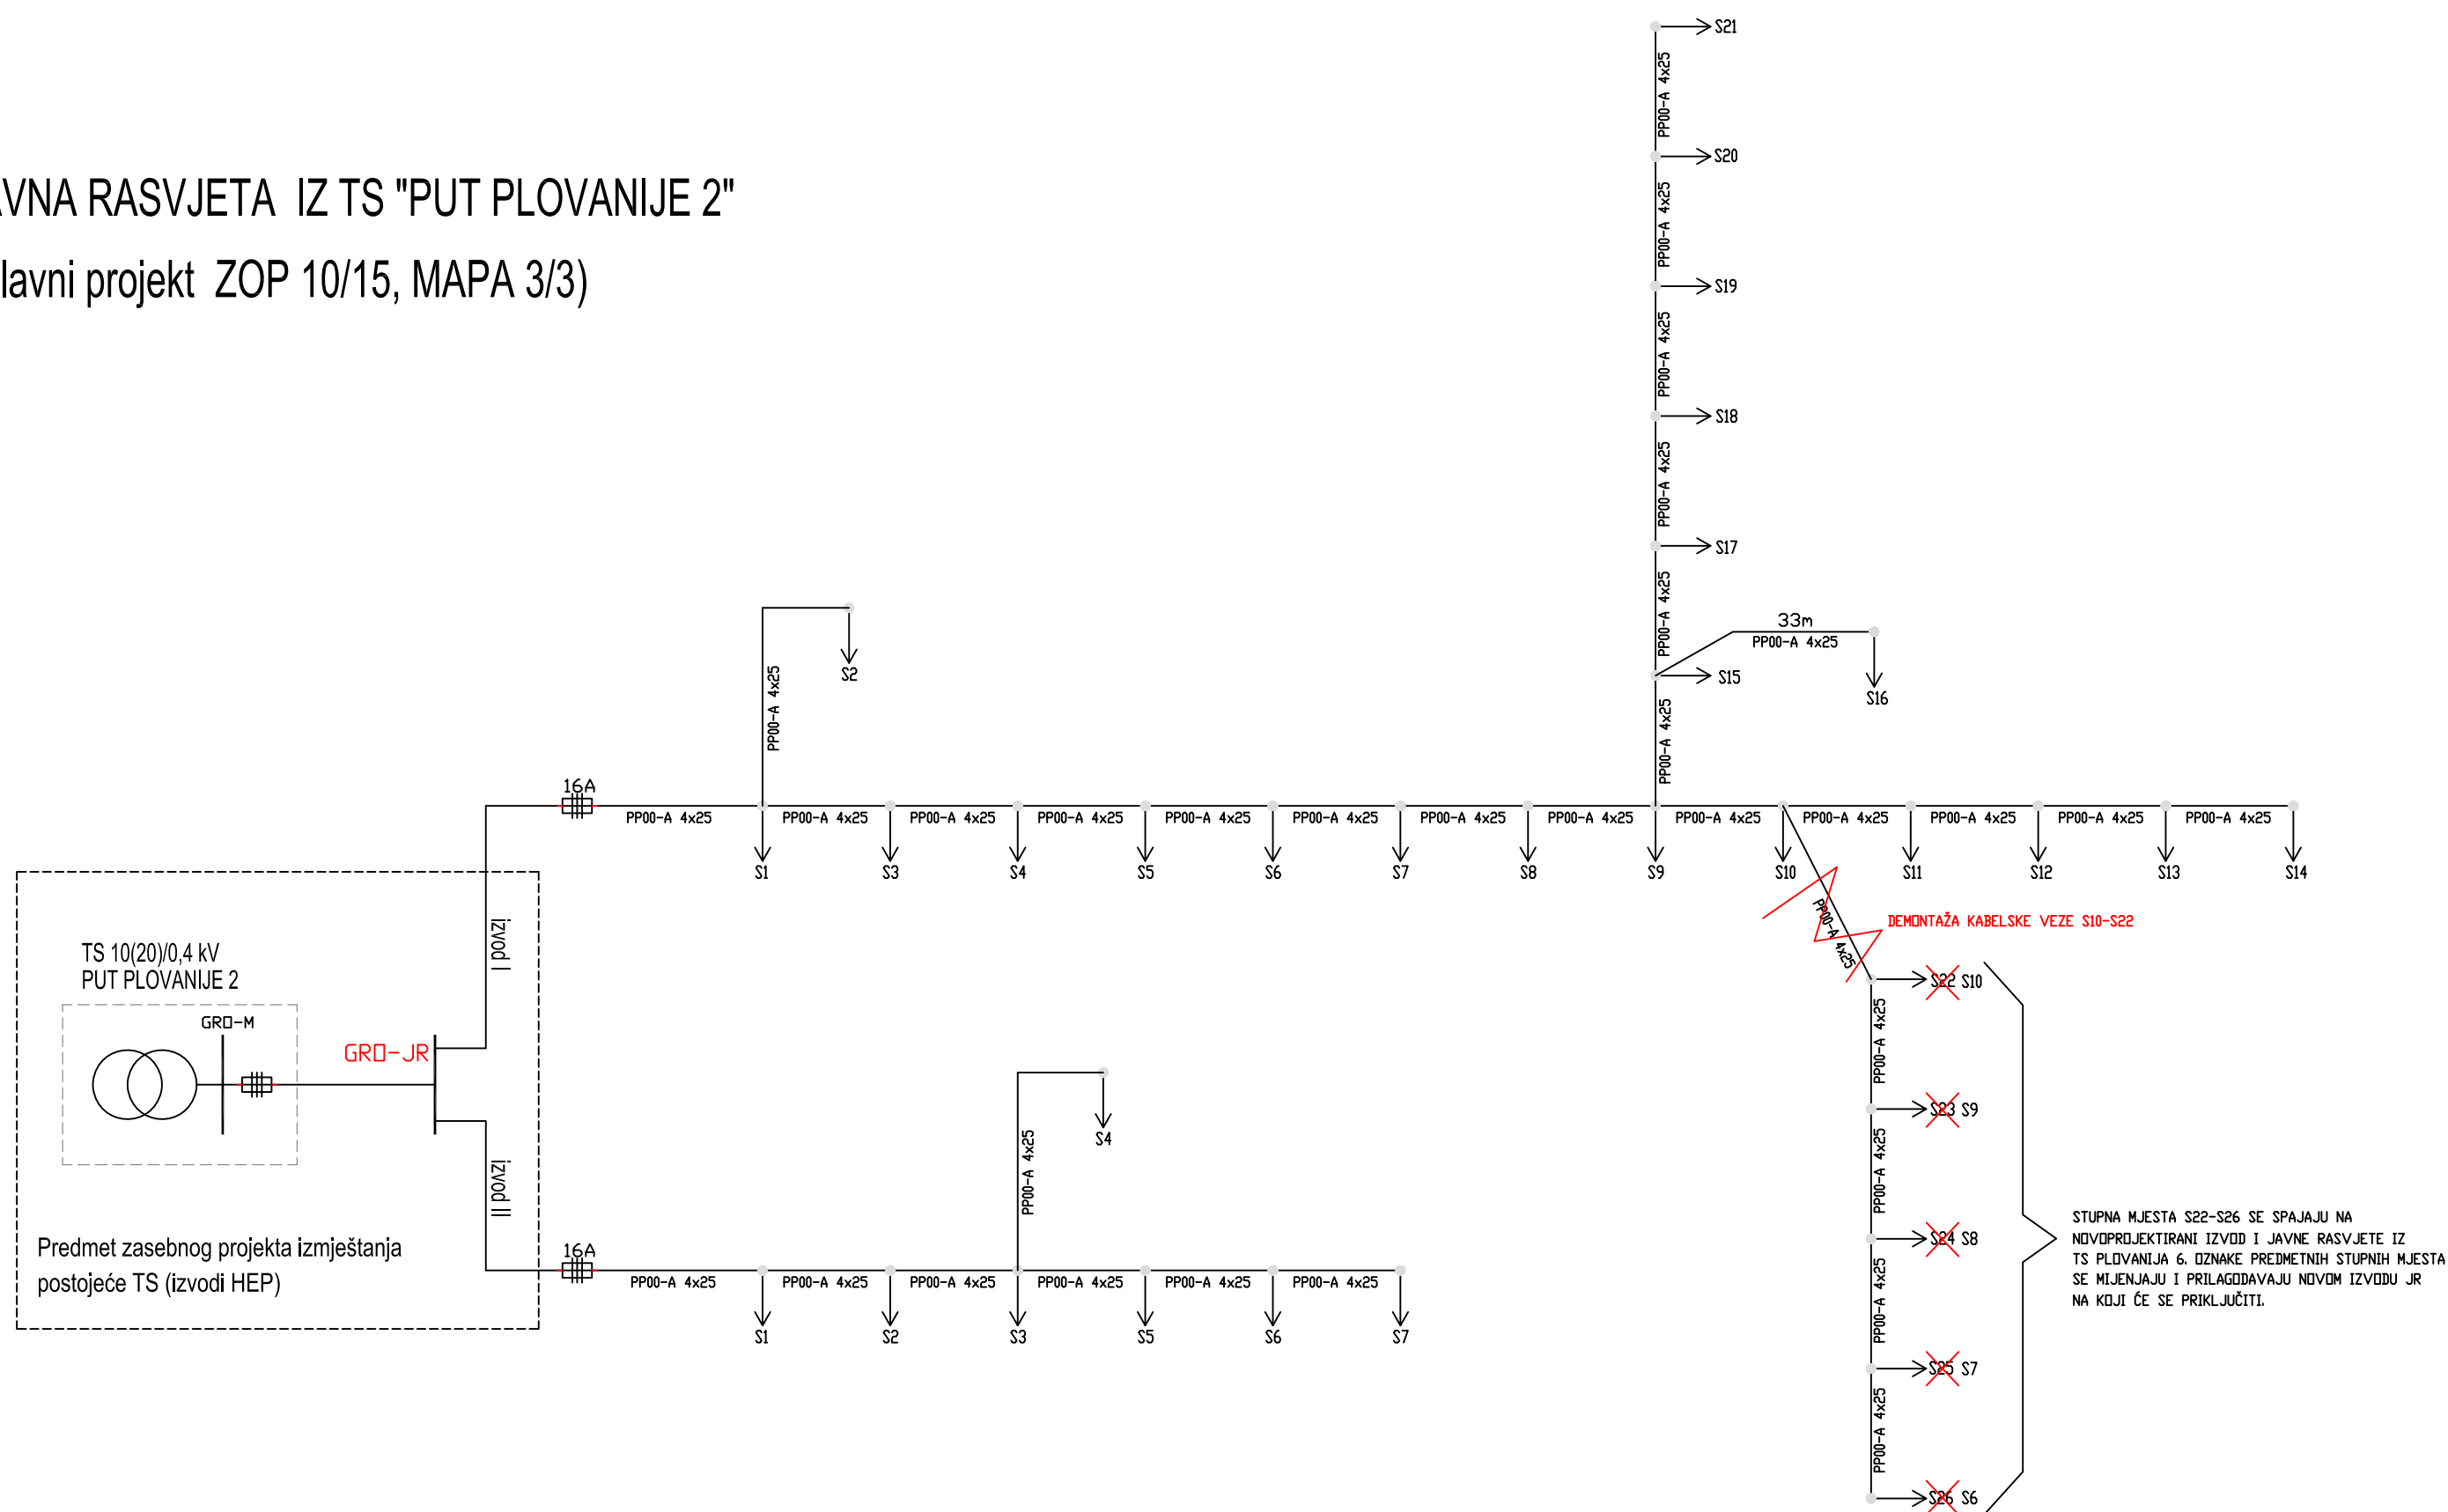 AVNA RASVJETA IZ TS "PUT PLOVANIJE 2"
lavni projekt ZOP 10/15, MAPA 3/3)
S21
PP00-A 4x25
S20
PP00-A 4x25
S19
PP00-A 4x25
S18
PP00-A 4x25
S17
PP00-A 4x25
33m
PP00-A 4x25
S16
S15
PP00-A 4x25
S2
PP00-A 4x25
16A
PP00-A 4x25
PP00-A 4x25
PP00-A 4x25
PP00-A 4x25
PP00-A 4x25
PP00-A 4x25
PP00-A 4x25
PP00-A 4x25
PP00-A 4x25
PP00-A 4x25
PP00-A 4x25
PP00-A 4x25
PP00-A 4x25
S1
S3
S4
S5
S6
S7
S8
S9
S10
S11
S12
S13
S14
PP00-A 4x25
DEMONTAŽA KABELSKE VEZE S10-S22
izvod I
TS 10(20)/0,4 kV
PUT PLOVANIJE 2
GRO-M
GRO-JR
izvod II
Predmet zasebnog projekta izmještanja
postojeće TS (izvodi HEP)
S4
PP00-A 4x25
16A
PP00-A 4x25
PP00-A 4x25
PP00-A 4x25
PP00-A 4x25
PP00-A 4x25
PP00-A 4x25
S1
S2
S3
S5
S6
S7
S22 S10
PP00-A 4x25
S23 S9
PP00-A 4x25
S24 S8
PP00-A 4x25
S25 S7
PP00-A 4x25
S26 S6
STUPNA MJESTA S22-S26 SE SPAJAJU NA
NOVOPROJEKTIRANI IZVOD I JAVNE RASVJETE IZ
TS PLOVANIJA 6. OZNAKE PREDMETNIH STUPNIH MJESTA
SE MIJENJAJU I PRILAGOĐAVAJU NOVOM IZVODU JR
NA KOJI ĆE SE PRIKLJUČITI.